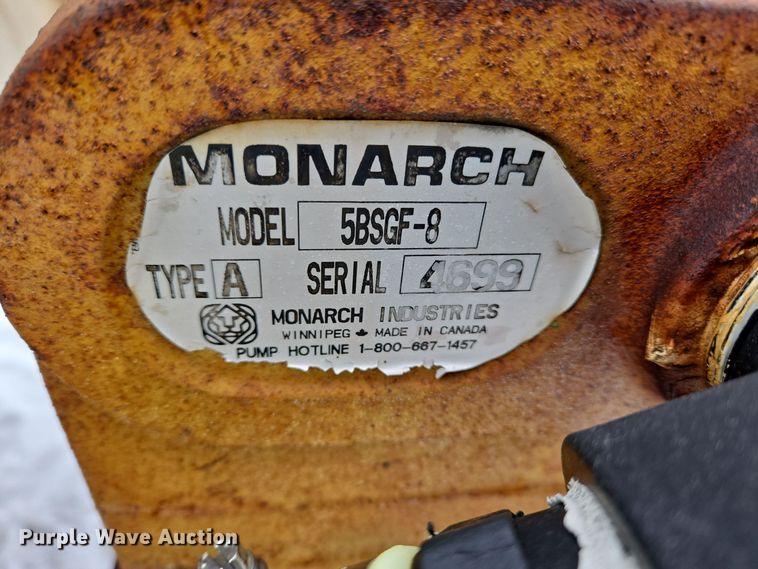 MONARCH
MODEL 5BSGF-8
TYPE A SERIAL 4699
MONARCH INDUSTRIES
WINNIPEG MADE IN CANADA
PUMP HOTLINE 1-800-667-1457
Purple Wave Auction